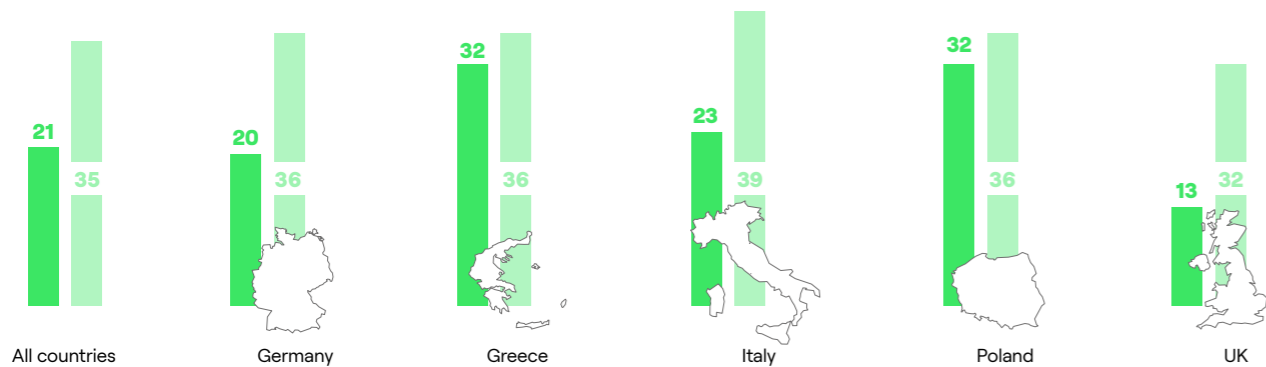 21
35
All countries
20
36
Germany
32
36
Greece
23
39
Italy
32
36
Poland
13
32
UK